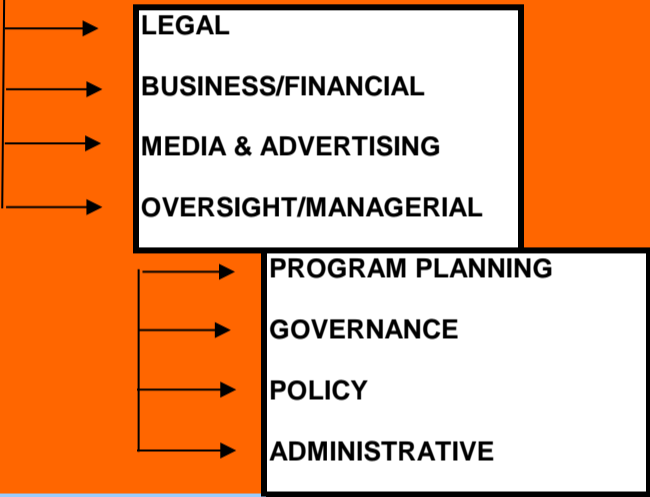 LEGAL
BUSINESS/FINANCIAL
MEDIA & ADVERTISING
OVERSIGHT/MANAGERIAL
PROGRAM PLANNING
GOVERNANCE
POLICY
ADMINISTRATIVE